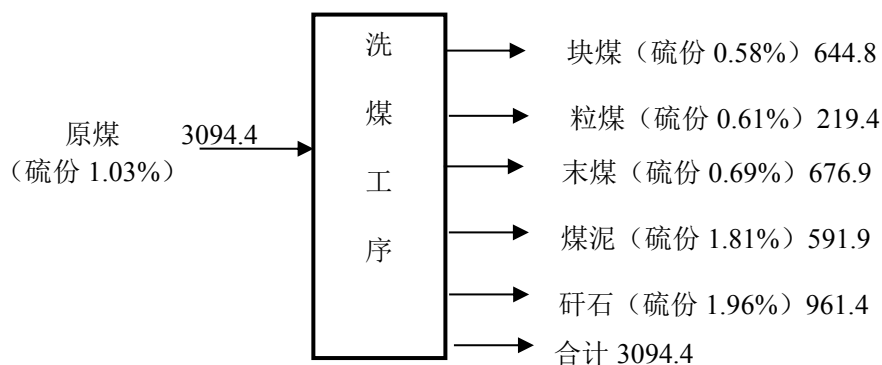 原煤 3094.4
（硫份 1.03%）
洗
煤
工
序
块煤（硫份 0.58%）644.8
粒煤（硫份 0.61%）219.4
末煤（硫份 0.69%）676.9
煤泥（硫份 1.81%）591.9
矸石（硫份 1.96%）961.4
合计 3094.4